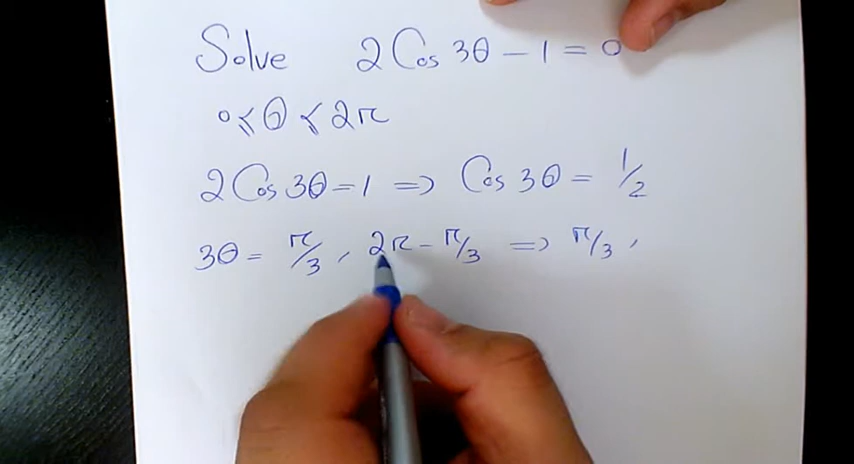 Solve 2Cos 3θ - 1 = 0
0 ⩽ θ ⩽ 2π
2Cos 3θ = 1 => Cos 3θ = 1/2
3θ = π/3 , 2π - π/3 => π/3 ,